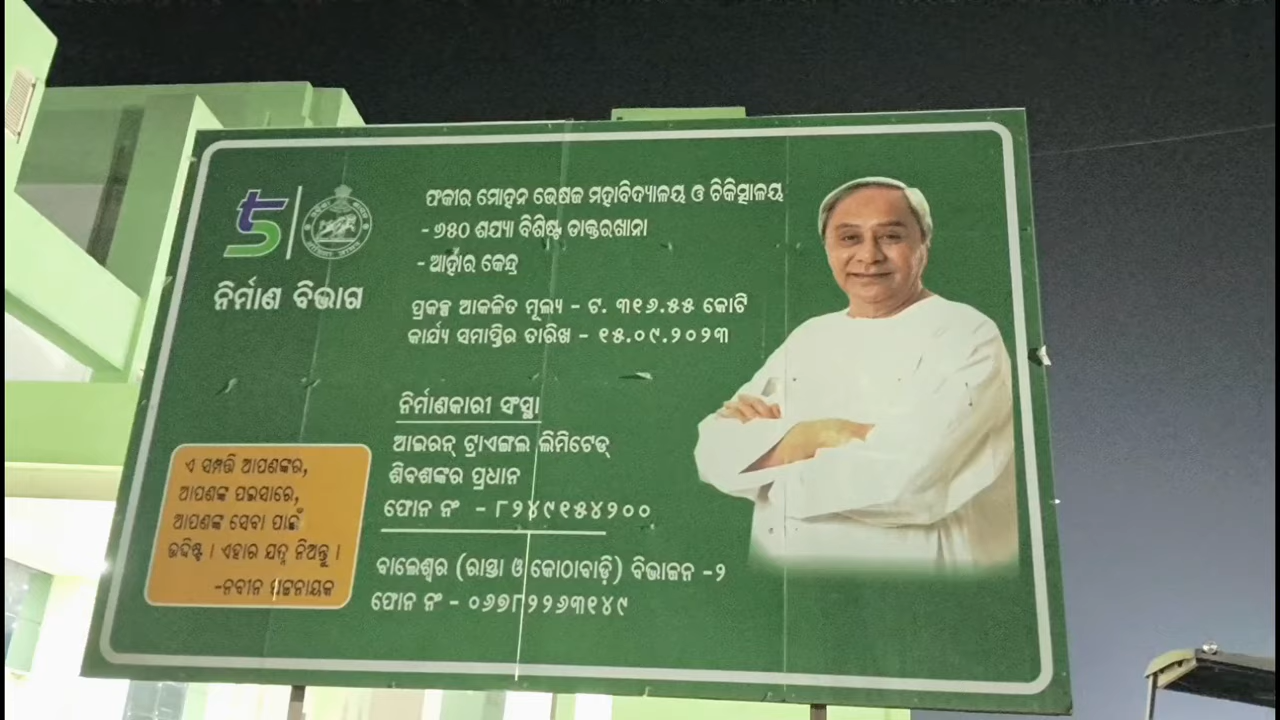 5
ନିର୍ମାଣ ବିଭାଗ
ଫକୀର ମୋହନ ଭେଷଜ ମହାବିଦ୍ୟାଳୟ ଓ ଚିକିତ୍ସାଳୟ
- ୬୫୦ ଶଯ୍ୟା ବିଶିଷ୍ଟ ଡାକ୍ତରଖାନା
- ଆହାର କେନ୍ଦ୍ର
ପ୍ରକଳ୍ପ ଆକଳିତ ମୂଲ୍ୟ - ଟ. ୩୧୬.୫୫ କୋଟି
କାର୍ଯ୍ୟ ସମାପ୍ତିର ତାରିଖ - ୧୫.୦୯.୨୦୨୩
ନିର୍ମାଣକାରୀ ସଂସ୍ଥା
ଆଇରନ୍ ଟ୍ରାଏଙ୍ଗଲ ଲିମିଟେଡ୍
ଶିବଶଙ୍କର ପ୍ରଧାନ
ଫୋନ ନଂ - ୮୨୪୯୧୫୪୨୦୦
ବାଲେଶ୍ୱର (ରାସ୍ତା ଓ କୋଠାବାଡ଼ି) ବିଭାଜନ -୨
ଫୋନ ନଂ - ୦୬୭୮୨୨୬୩୧୪୯
ଏ ସମ୍ପତ୍ତି ଆପଣଙ୍କର,
ଆପଣଙ୍କ ପଇସାରେ,
ଆପଣଙ୍କ ସେବା ପାଇଁ
ଉଦ୍ଦିଷ୍ଟ । ଏହାର ଯତ୍ନ ନିଅନ୍ତୁ ।
-ନବୀନ ପଟ୍ଟନାୟକ